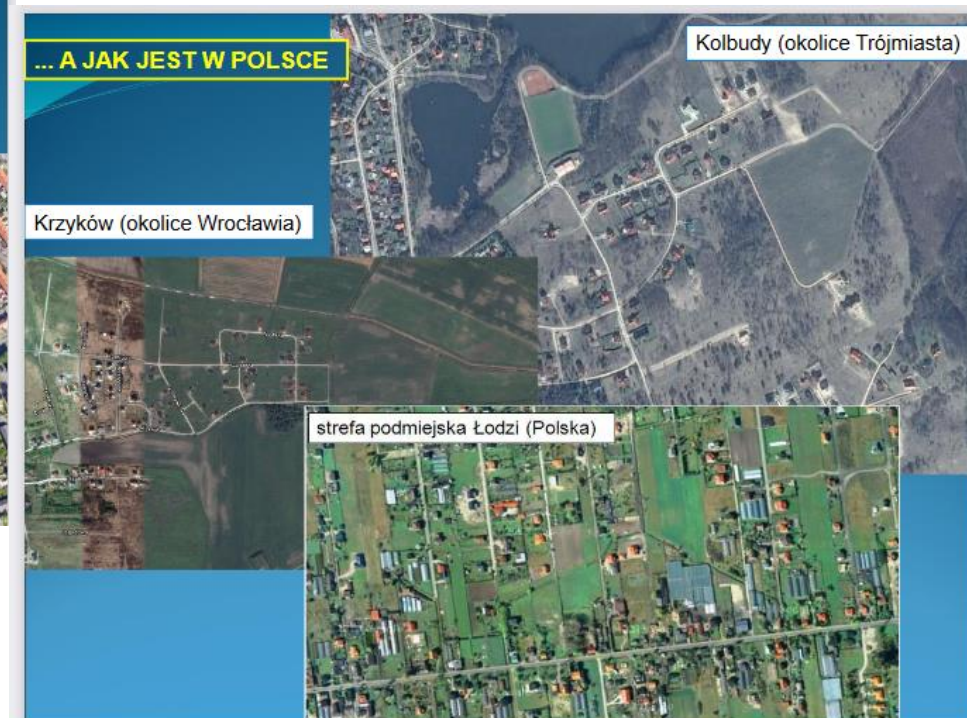 ... A JAK JEST W POLSCE
Kolbudy (okolice Trójmiasta)
Krzyków (okolice Wrocławia)
strefa podmiejska Łodzi (Polska)